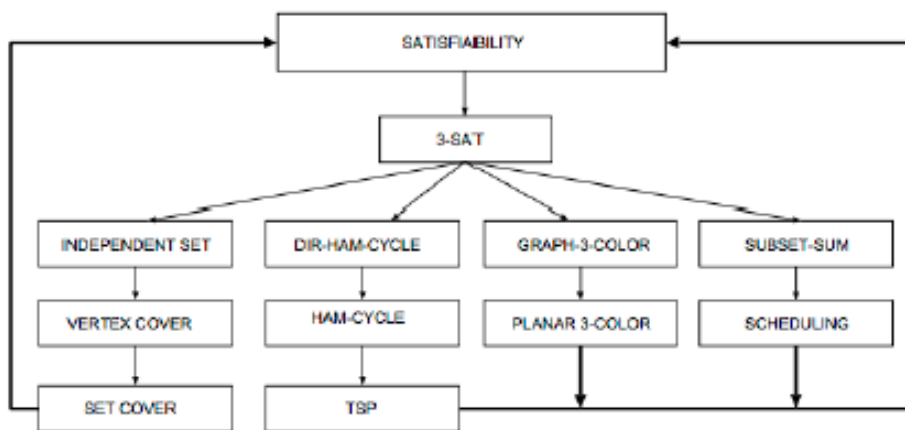 SATISFIABILITY
3-SAT
INDEPENDENT SET
DIR-HAM-CYCLE
GRAPH-3-COLOR
SUBSET-SUM
VERTEX COVER
HAM-CYCLE
PLANAR 3-COLOR
SCHEDULING
SET COVER
TSP